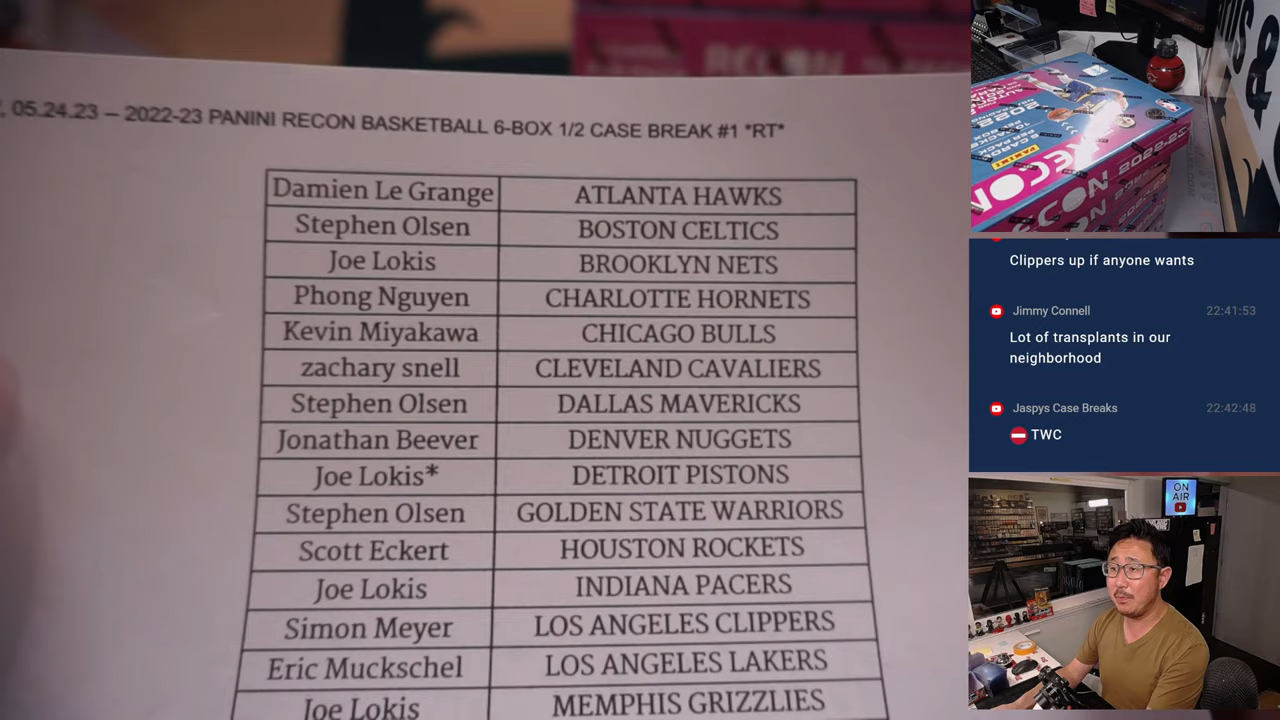 RECON
, 05.24.23 – 2022-23 PANINI RECON BASKETBALL 6-BOX 1/2 CASE BREAK #1 *RT*
Damien Le Grange ATLANTA HAWKS
Stephen Olsen BOSTON CELTICS
Joe Lokis BROOKLYN NETS
Phong Nguyen CHARLOTTE HORNETS
Kevin Miyakawa CHICAGO BULLS
zachary snell CLEVELAND CAVALIERS
Stephen Olsen DALLAS MAVERICKS
Jonathan Beever DENVER NUGGETS
Joe Lokis* DETROIT PISTONS
Stephen Olsen GOLDEN STATE WARRIORS
Scott Eckert HOUSTON ROCKETS
Joe Lokis INDIANA PACERS
Simon Meyer LOS ANGELES CLIPPERS
Eric Muckschel LOS ANGELES LAKERS
Joe Lokis MEMPHIS GRIZZLIES
PANINI
RECON
2022-23
Clippers up if anyone wants
Jimmy Connell 22:41:53
Lot of transplants in our
neighborhood
Jaspys Case Breaks 22:42:48
TWC
ON
AIR